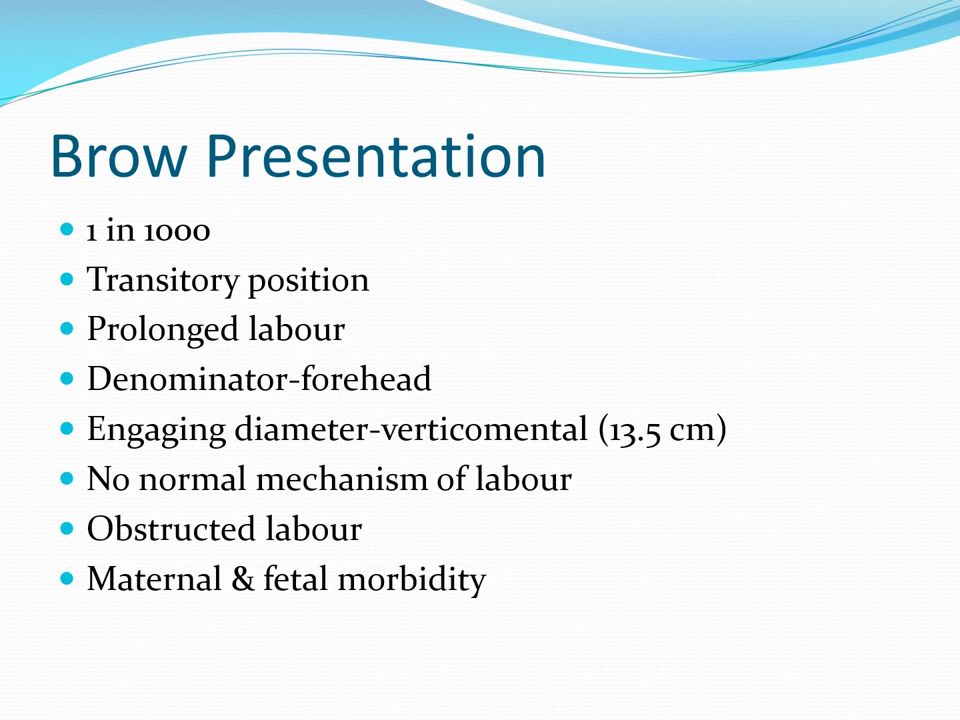 Brow Presentation
1 in 1000
Transitory position
Prolonged labour
Denominator-forehead
Engaging diameter-verticomental (13.5 cm)
No normal mechanism of labour
Obstructed labour
Maternal & fetal morbidity